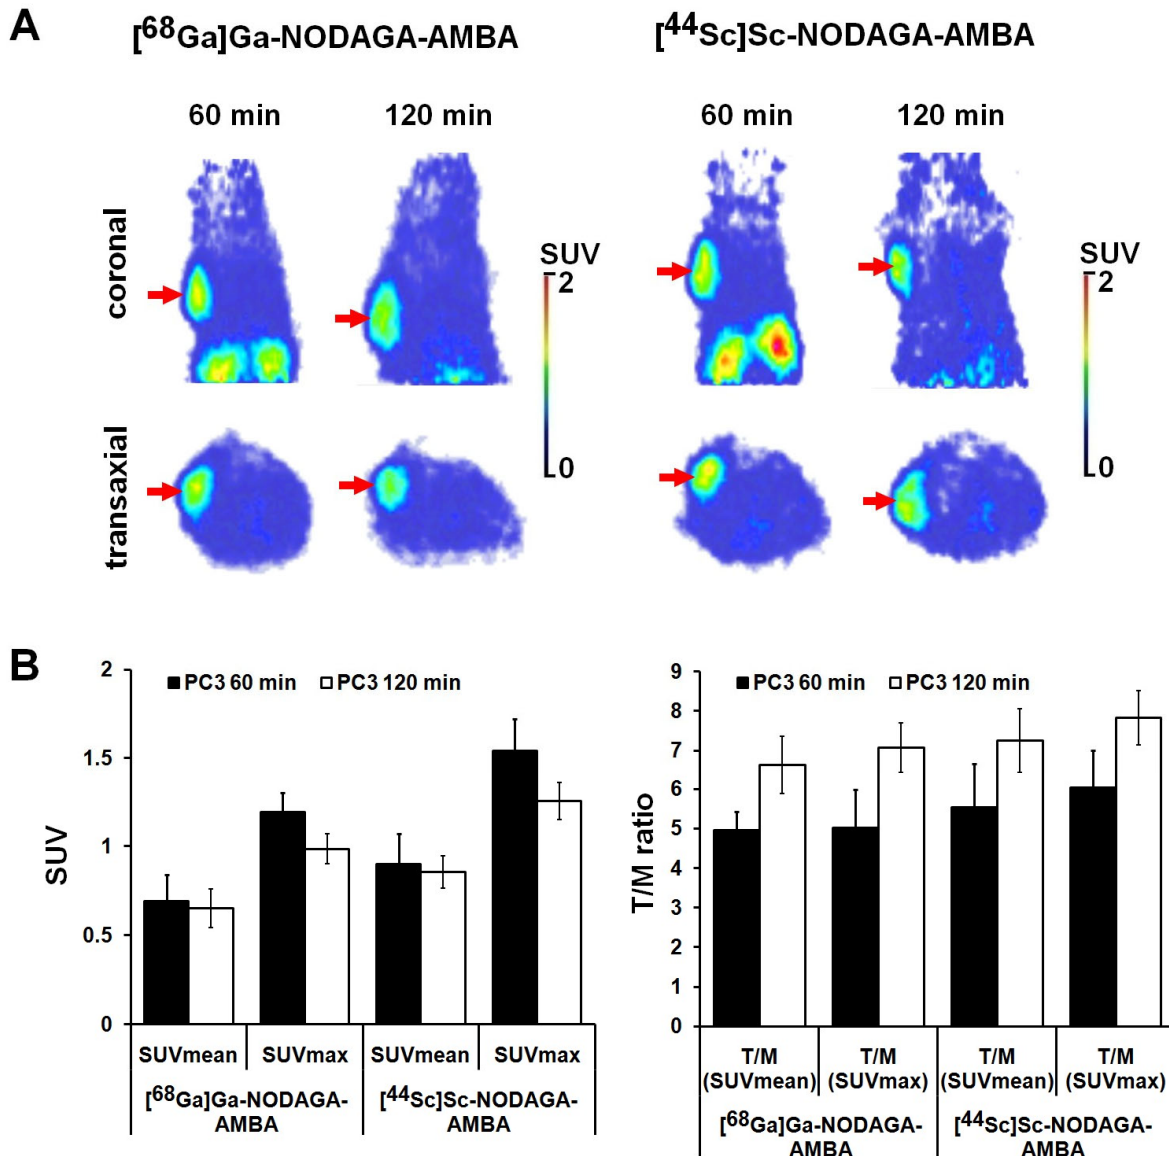 A
[68Ga]Ga-NODAGA-AMBA
[44Sc]Sc-NODAGA-AMBA
60 min
120 min
60 min
120 min
coronal
SUV
2
0
SUV
2
0
transaxial
B
2
1.5
1
0.5
0
SUV
PC3 60 min
PC3 120 min
SUVmean
SUVmax
SUVmean
SUVmax
[68Ga]Ga-NODAGA-
AMBA
[44Sc]Sc-NODAGA-
AMBA
9
8
7
6
5
4
3
2
1
0
T/M ratio
PC3 60 min
PC3 120 min
T/M
(SUVmean)
T/M
(SUVmax)
T/M
(SUVmean)
T/M
(SUVmax)
[68Ga]Ga-NODAGA-
AMBA
[44Sc]Sc-NODAGA-
AMBA